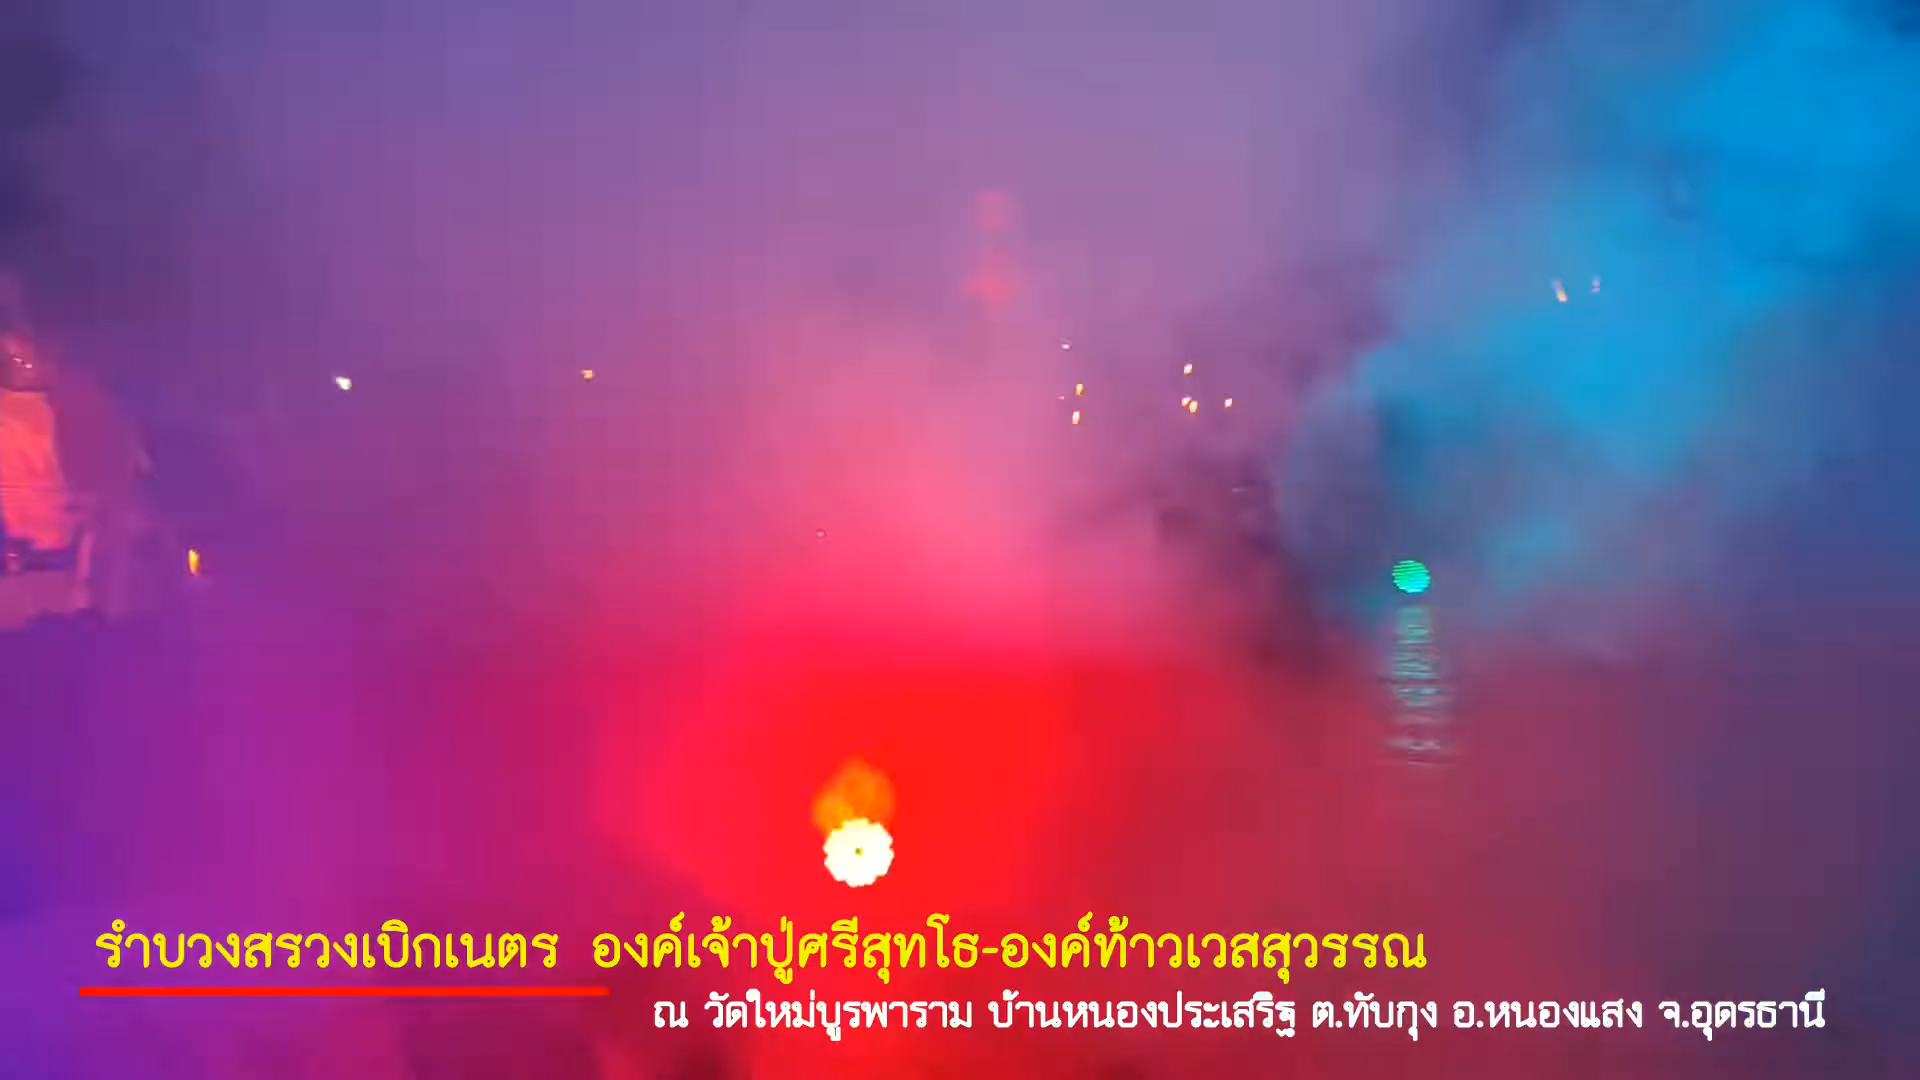 รำบวงสรวงเบิกเนตร องค์เจ้าปู่ศรีสุทโธ-องค์ท้าวเวสสุวรรณ
ณ วัดใหม่บูรพาราม บ้านหนองประเสริฐ ต.ทับกุง อ.หนองแสง จ.อุดรธานี